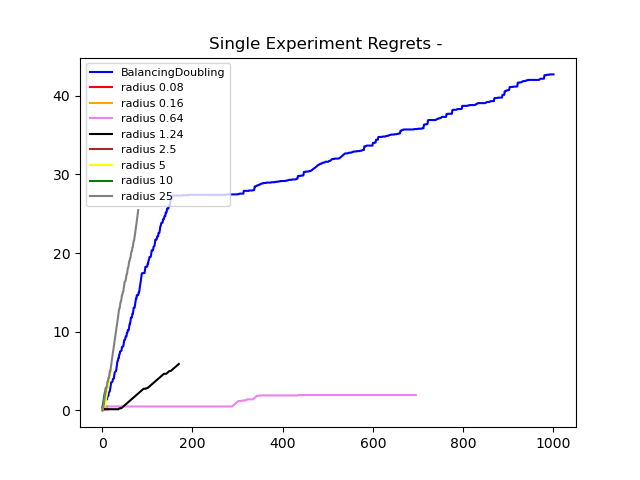 Single Experiment Regrets -
BalancingDoubling
radius 0.08
radius 0.16
radius 0.64
radius 1.24
radius 2.5
radius 5
radius 10
radius 25
40
30
20
10
0
0 200 400 600 800 1000